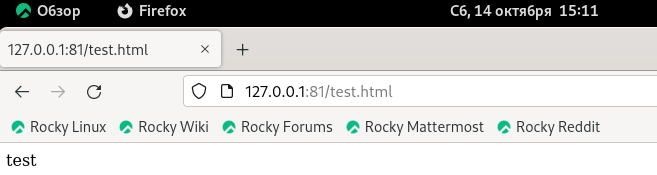 Обзор Firefox Сб, 14 октября 15:11
127.0.0.1:81/test.html
127.0.0.1:81/test.html
Rocky Linux Rocky Wiki Rocky Forums Rocky Mattermost Rocky Reddit
test